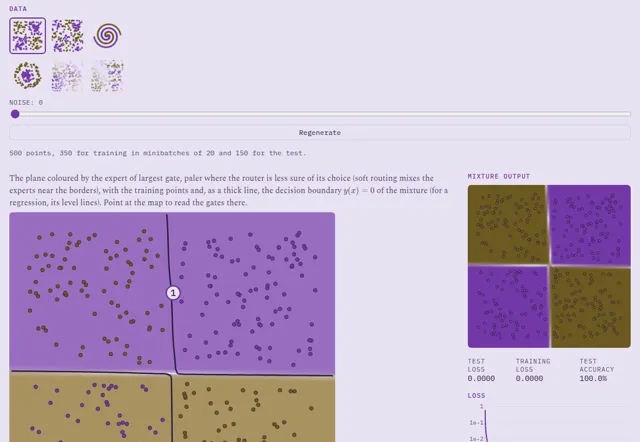 DATA
NOISE: 0
Regenerate
500 points, 350 for training in minibatches of 20 and 150 for the test.
The plane coloured by the expert of largest gate, paler where the router is less sure of its choice (soft routing mixes the
experts near the borders), with the training points and, as a thick line, the decision boundary y(x) = 0 of the mixture (for a
regression, its level lines). Point at the map to read the gates there.
1
MIXTURE OUTPUT
TEST LOSS
0.0000
TRAINING LOSS
0.0000
TEST ACCURACY
100.0%
LOSS
1
1e-1
1e-2